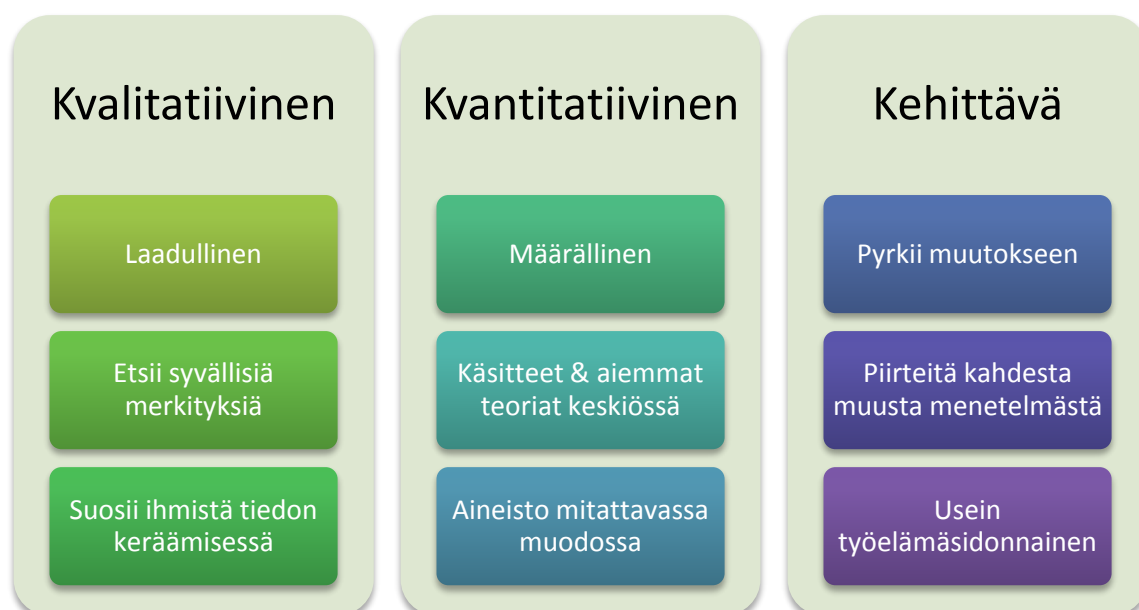 Kvalitatiivinen
Laadullinen
Etsii syvällisiä
merkityksiä
Suosii ihmistä tiedon
keräämisessä
Kvantitatiivinen
Määrällinen
Käsitteet & aiemmat
teoriat keskiössä
Aineisto mitattavassa
muodossa
Kehittävä
Pyrkii muutokseen
Piirteitä kahdesta
muusta menetelmästä
Usein
työelämäsidonnainen